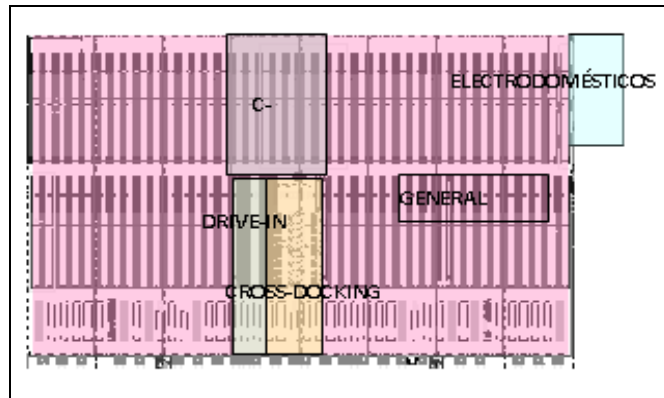 ELECTRODOMÉSTICOS
C-
GENERAL
DRIVE-IN
CROSS-DOCKING